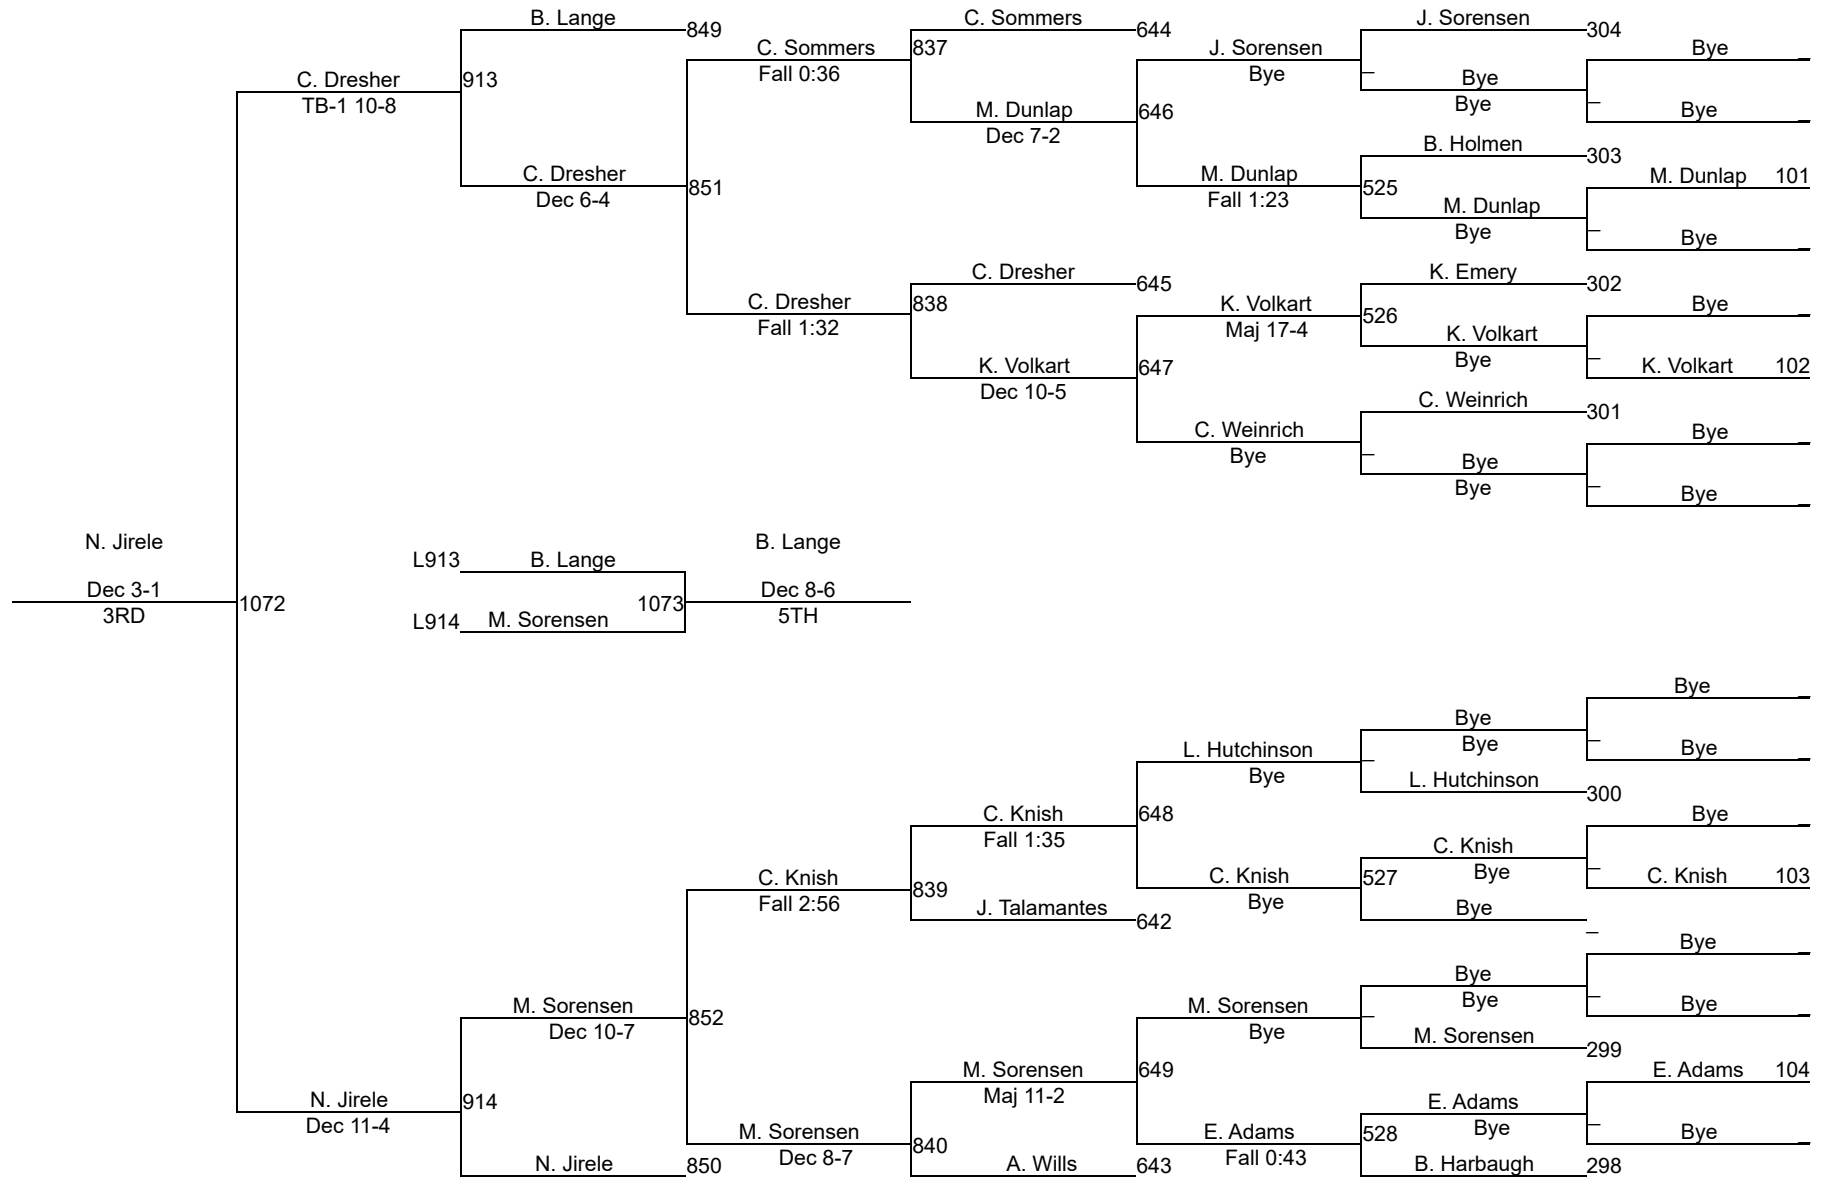 B. Lange
849
C. Sommers
644
J. Sorensen
304
C. Sommers
837
J. Sorensen
Bye
Fall 0:36
Bye
Bye
C. Dresher
913
Bye
TB-1 10-8
M. Dunlap
646
Bye
Dec 7-2
B. Holmen
303
C. Dresher
851
M. Dunlap
525
M. Dunlap 101
Dec 6-4
Fall 1:23
M. Dunlap
Bye
Bye
C. Dresher
645
K. Emery
302
C. Dresher
838
K. Volkart
526
Bye
Fall 1:32
Maj 17-4
K. Volkart
Bye
K. Volkart
647
K. Volkart 102
Dec 10-5
C. Weinrich
301
C. Weinrich
Bye
Bye
Bye
Bye
Bye
N. Jirele
B. Lange
L913
B. Lange
Dec 3-1
1072
1073
Dec 8-6
3RD
5TH
L914
M. Sorensen
Bye
Bye
L. Hutchinson
Bye
Bye
Bye
L. Hutchinson
300
C. Knish
648
Bye
Fall 1:35
C. Knish
C. Knish
839
C. Knish
527
Bye
C. Knish 103
Fall 2:56
Bye
J. Talamantes
642
Bye
Bye
Bye
M. Sorensen
852
M. Sorensen
Bye
Bye
Dec 10-7
Bye
M. Sorensen
299
M. Sorensen
649
E. Adams 104
Maj 11-2
N. Jirele
914
E. Adams
Dec 11-4
Bye
M. Sorensen
840
E. Adams
528
Bye
Dec 8-7
Fall 0:43
N. Jirele
850
A. Wills
643
B. Harbaugh
298